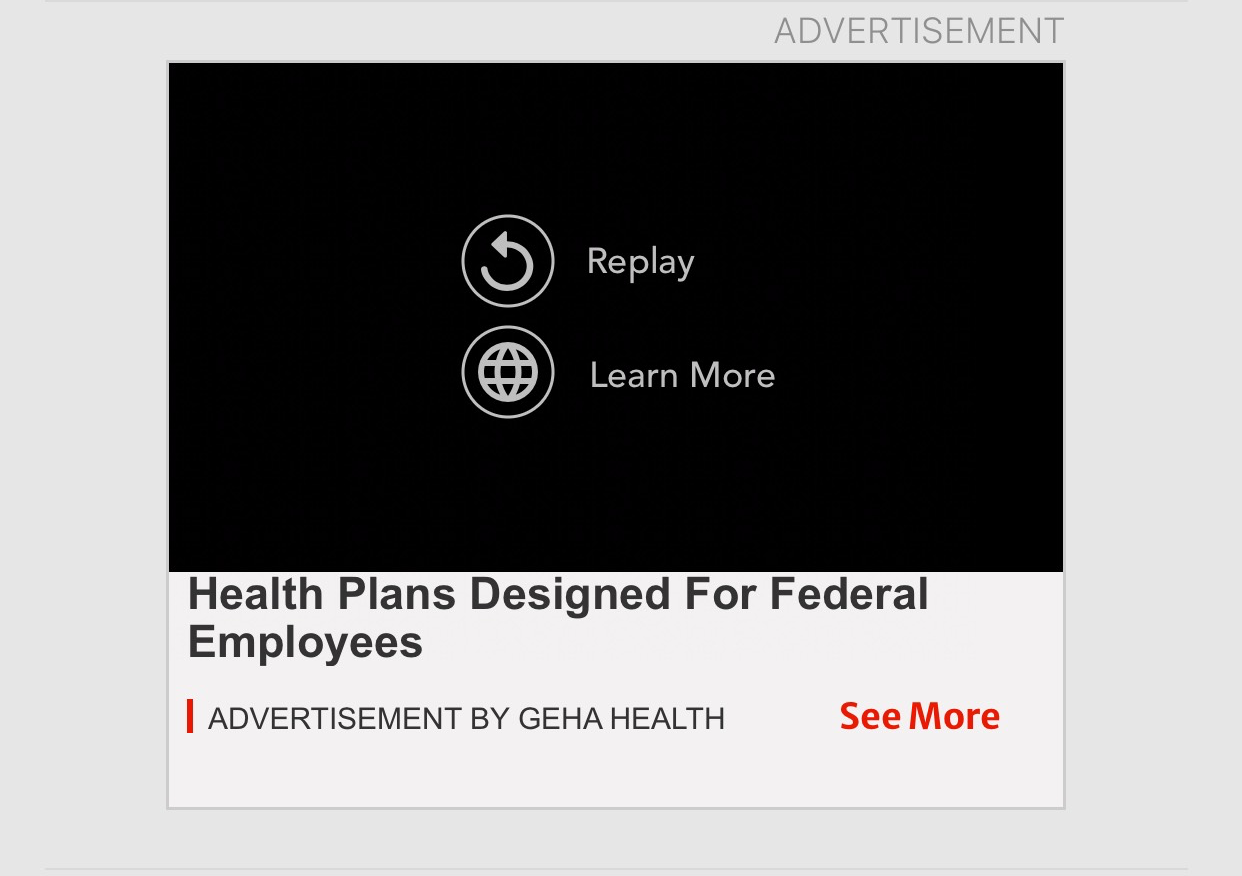 ADVERTISEMENT
Replay
Learn More
Health Plans Designed For Federal
Employees
ADVERTISEMENT BY GEHA HEALTH
See More